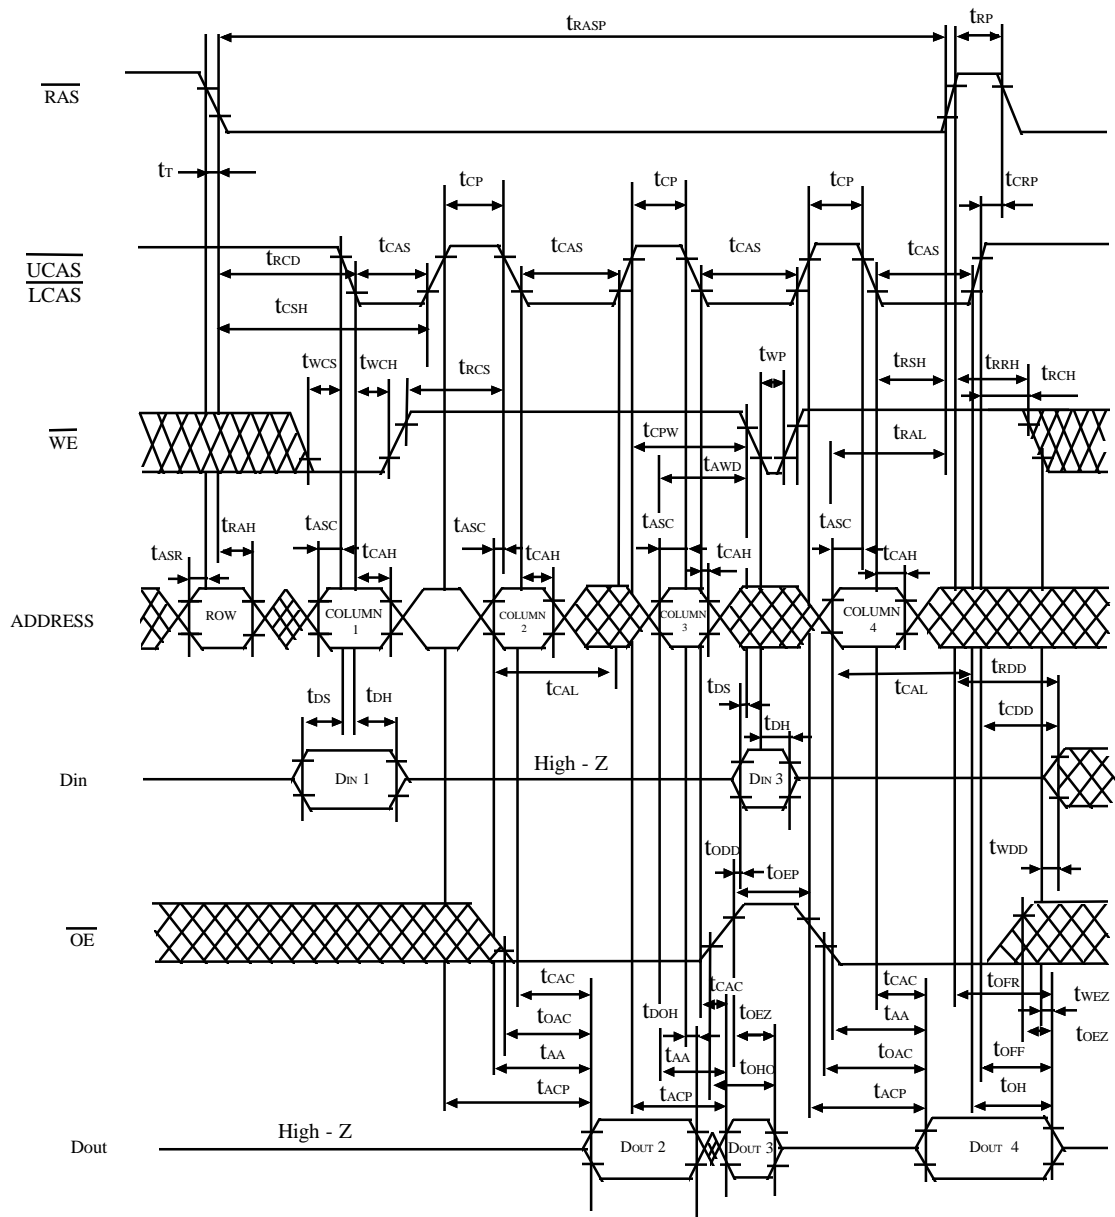 tRASP tRP
RAS
tT tCP tCP tCP tCRP
UCAS
LCAS
tRCD tCAS tCAS tCAS tCAS
tCSH
tWCS tWCH tRCS tWP tRSH tRRH tRCH
WE
tCPW tRAL
tAWD
tRAH tASC tASC tASC tASC
tASR tCAH tCAH tCAH tCAH
ADDRESS ROW COLUMN 1 COLUMN 2 COLUMN 3 COLUMN 4
tCAL tCAL tRDD
tDS tDH tDS tDH tCDD
Din DIN 1 High - Z DIN 3
tODD tOEP tWDD
OE
tCAC tCAC tCAC tOFR tWEZ
tOAC tDOH tOEZ tAA tOEZ
tAA tAA tOHO tOAC tOFF
tACP tACP tACP tOH
Dout High - Z DOUT 2 DOUT 3 DOUT 4